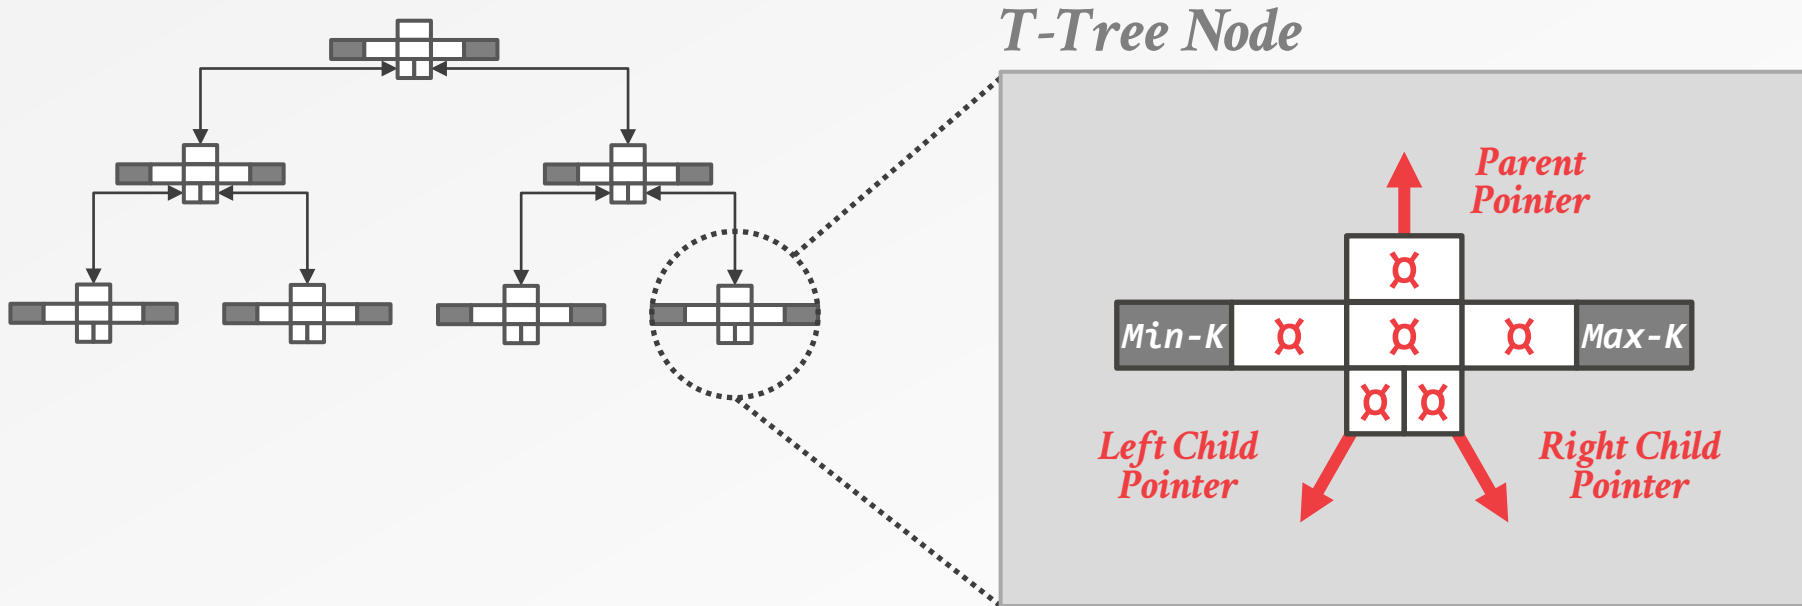 T-Tree Node
Parent
Pointer
¤
Min-K ¤ ¤ ¤ Max-K
¤ ¤
Left Child
Pointer
Right Child
Pointer